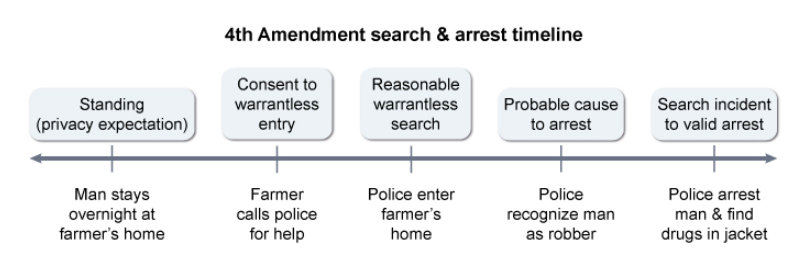 4th Amendment search & arrest timeline
Standing
(privacy expectation)
Consent to
warrantless
entry
Reasonable
warrantless
search
Probable cause
to arrest
Search incident
to valid arrest
Man stays
overnight at
farmer's home
Farmer
calls police
for help
Police enter
farmer's
home
Police
recognize man
as robber
Police arrest
man & find
drugs in jacket